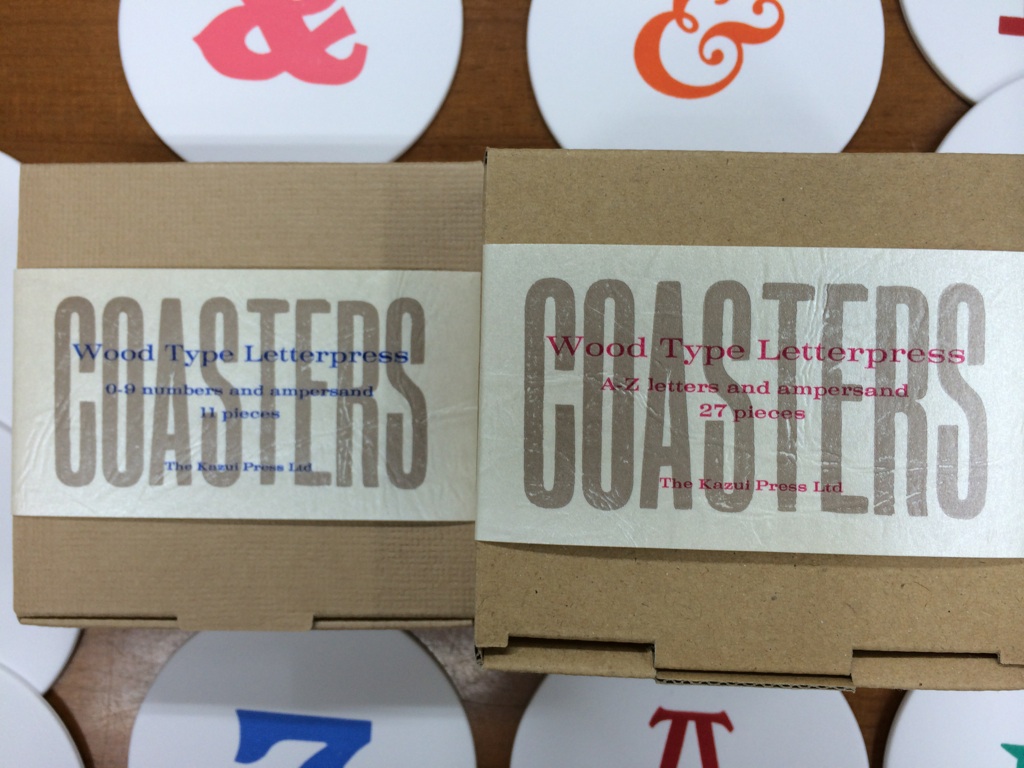 &
&
COASTERS
Wood Type Letterpress
0-9 numbers and ampersand
11 pieces
The Kazui Press Ltd
COASTERS
Wood Type Letterpress
A-Z letters and ampersand
27 pieces
The Kazui Press Ltd
7
A